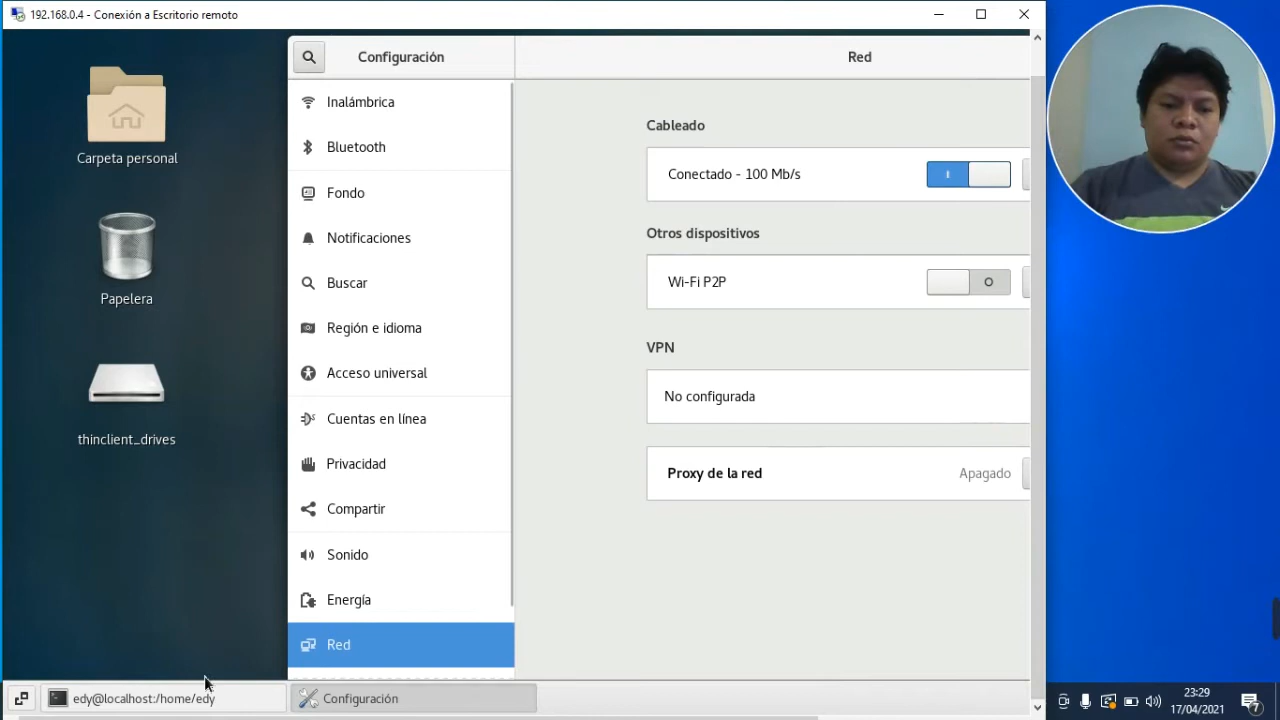 192.168.0.4 - Conexión a Escritorio remoto
Configuración
Red
Carpeta personal
Papelera
thinclient_drives
Inalámbrica
Bluetooth
Fondo
Notificaciones
Buscar
Región e idioma
Acceso universal
Cuentas en línea
Privacidad
Compartir
Sonido
Energía
Red
Cableado
Conectado - 100 Mb/s
Otros dispositivos
Wi-Fi P2P
VPN
No configurada
Proxy de la red Apagado
edy@localhost:/home/edy
Configuración
23:29
17/04/2021
7